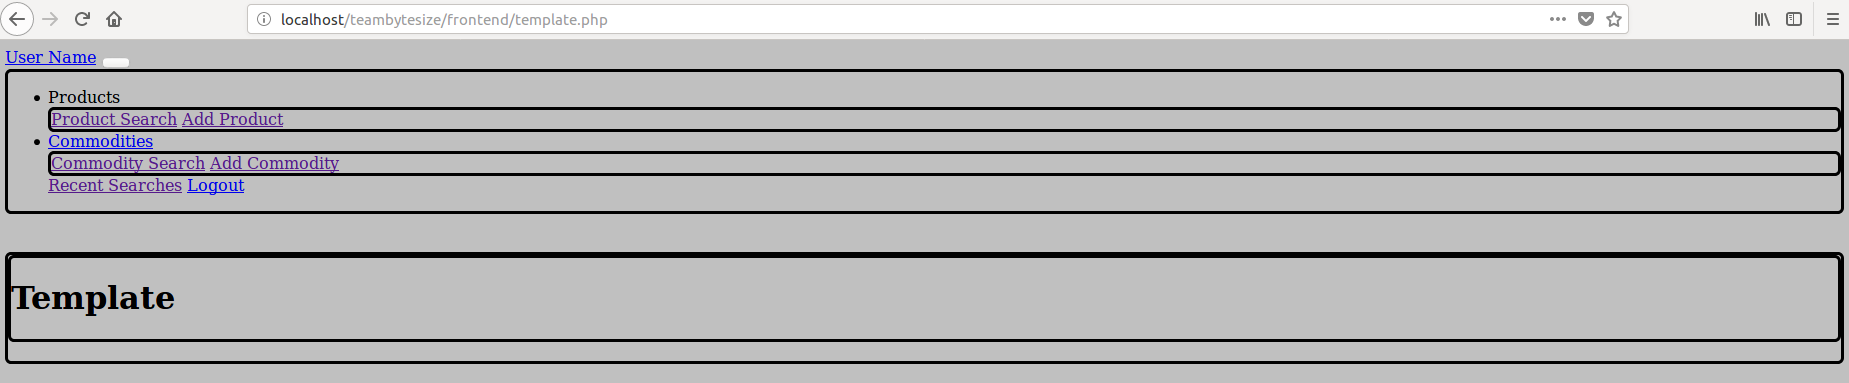 localhost/teambytesize/frontend/template.php
User Name
Products
Product Search Add Product
Commodities
Commodity Search Add Commodity
Recent Searches Logout
Template